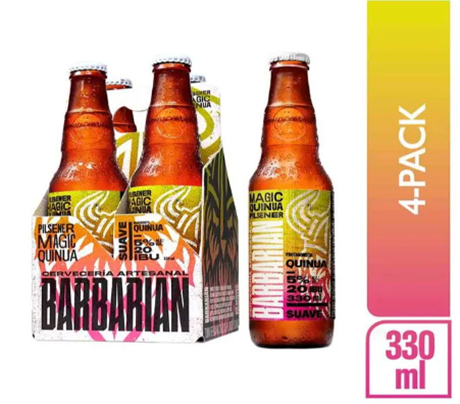 PILSENER
MAGIC
QUINUA
SUAVE
QUINUA
5%
20
IBU
CERVECERÍA ARTESANAL
BARBARIAN
MAGIC
QUINUA
PILSENER
BARBARIAN
QUINUA
5%
20 IBU
330
SUAVE
4-PACK
330
ml